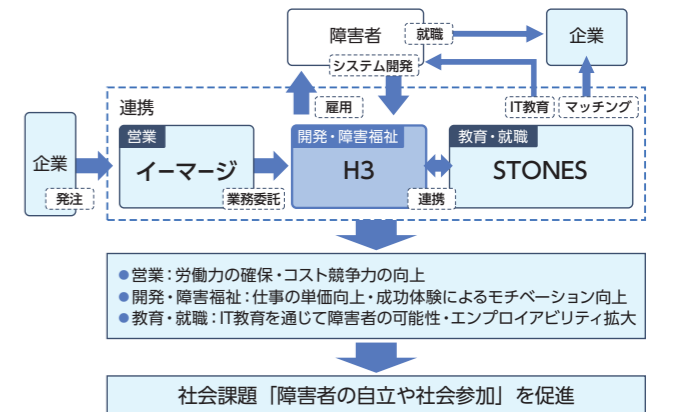 障害者
就職
企業
システム開発
連携
雇用
IT教育
マッチング
企業
発注
営業
イーマージ
業務委託
開発・障害福祉
H3
連携
教育・就職
STONES
●営業：労働力の確保・コスト競争力の向上
●開発・障害福祉：仕事の単価向上・成功体験によるモチベーション向上
●教育・就職：IT教育を通じて障害者の可能性・エンプロイアビリティ拡大
社会課題「障害者の自立や社会参加」を促進